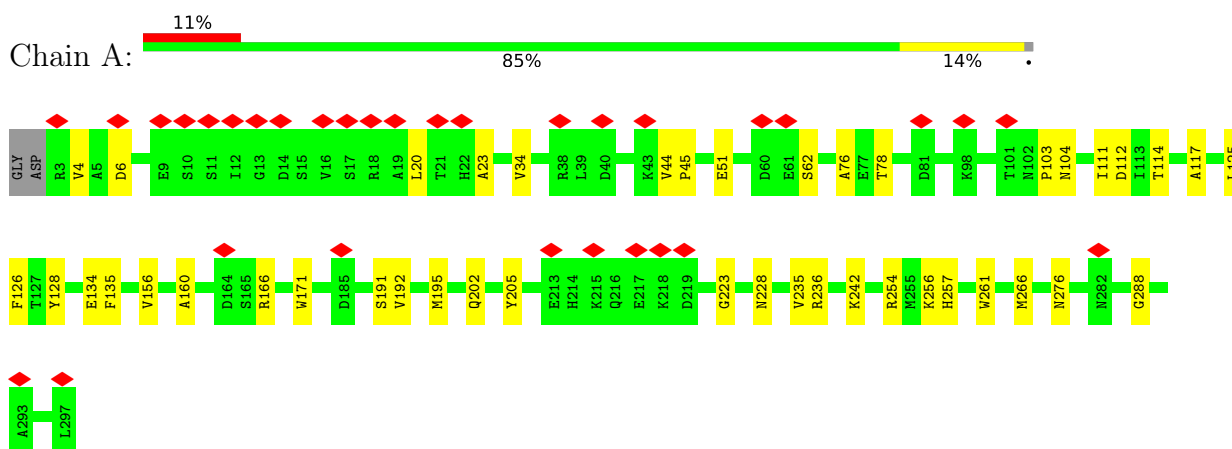 11%
Chain A:
85% 14% •
GLY ASP R3 V4 A5 D6 E9 S10 S11 I12 G13 D14 S15 V16 S17 R18 A19 L20 T21 H22 A23 V34 R38 L39 D40 K43 V44 P45 E51 D60 E61 S62 A76 E77 T78 D81 K98 T101 N102 P103 N104 I111 D112 I113 T114 A117
F126 T127 Y128 E134 F135 V156 A160 D164 S165 R166 W171 D185 S191 V192 M195 Q202 Y205 E213 H214 K215 Q216 E217 K218 D219 G223 N228 V235 R236 K242 R254 M255 K256 H257 W261 M266 N276 N282 G288
A293 L297